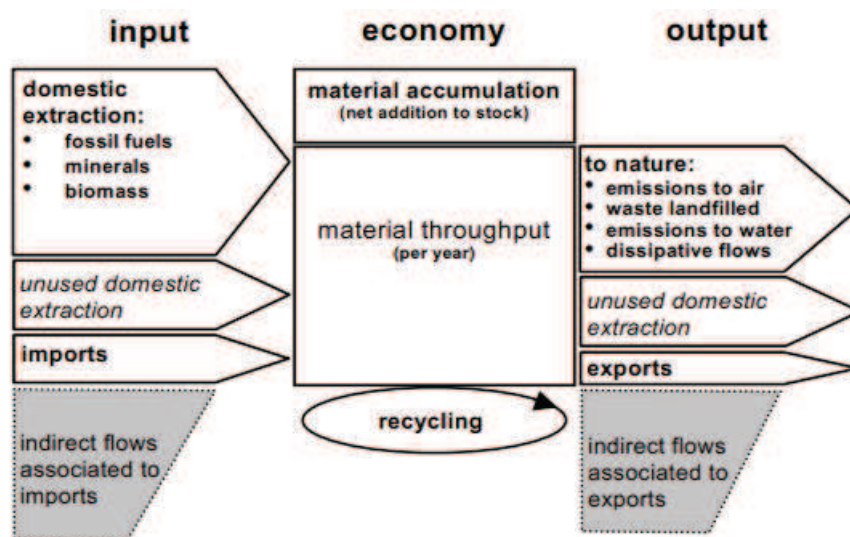 input
economy
output
domestic
extraction:
• fossil fuels
• minerals
• biomass
unused domestic
extraction
imports
indirect flows
associated to
imports
material accumulation
(net addition to stock)
material throughput
(per year)
recycling
to nature:
• emissions to air
• waste landfilled
• emissions to water
• dissipative flows
unused domestic
extraction
exports
indirect flows
associated to
exports